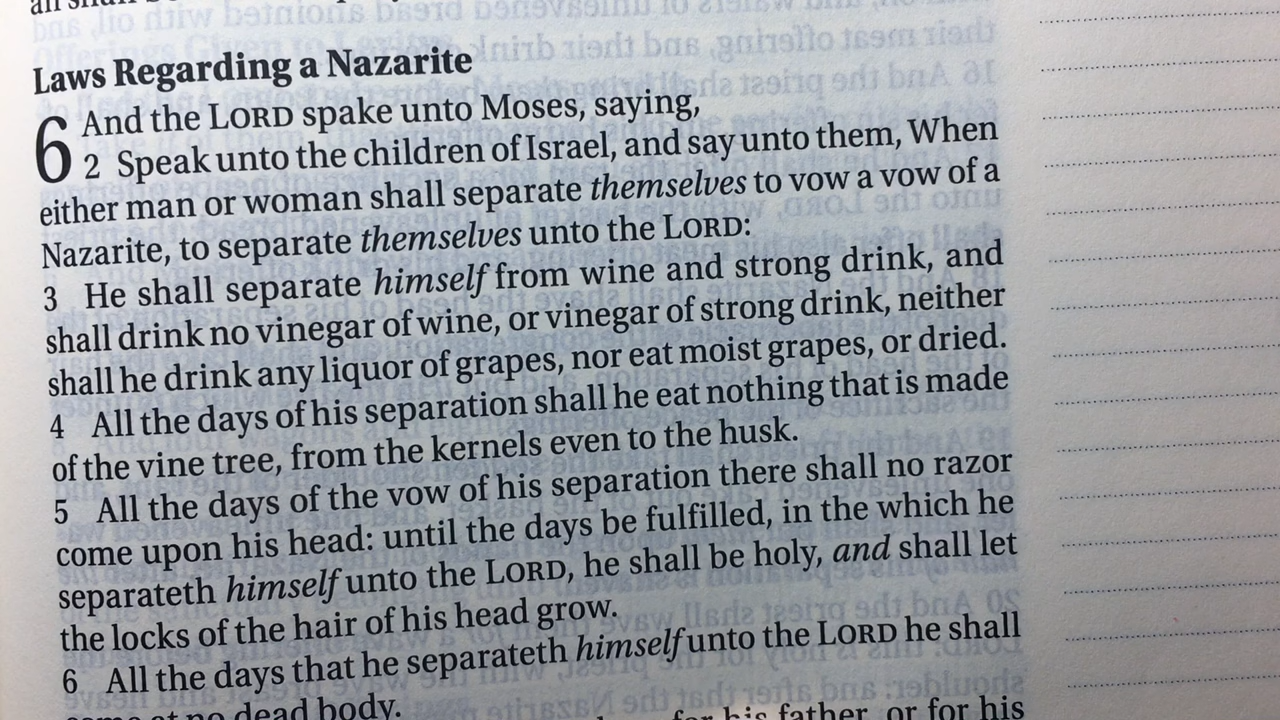 Laws Regarding a Nazarite
6 And the LORD spake unto Moses, saying,
2 Speak unto the children of Israel, and say unto them, When
either man or woman shall separate themselves to vow a vow of a
Nazarite, to separate themselves unto the LORD:
3 He shall separate himself from wine and strong drink, and
shall drink no vinegar of wine, or vinegar of strong drink, neither
shall he drink any liquor of grapes, nor eat moist grapes, or dried.
4 All the days of his separation shall he eat nothing that is made
of the vine tree, from the kernels even to the husk.
5 All the days of the vow of his separation there shall no razor
come upon his head: until the days be fulfilled, in the which he
separateth himself unto the LORD, he shall be holy, and shall let
the locks of the hair of his head grow.
6 All the days that he separateth himself unto the LORD he shall
come at no dead body.
for his father, or for his